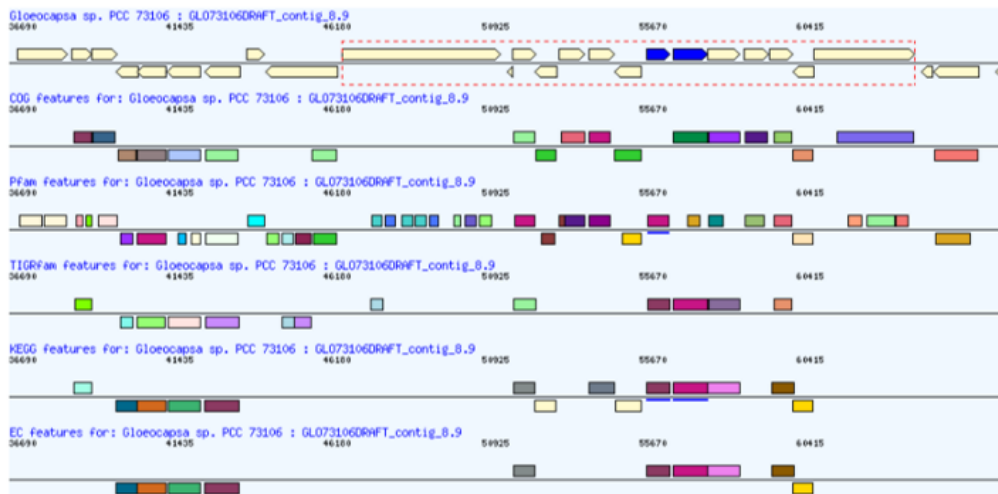 Gloeocapsa sp. PCC 73106 : GLO73106DRAFT_contig_8.9
36690 41435 46180 50925 55670 60415
COG features for: Gloeocapsa sp. PCC 73106 : GLO73106DRAFT_contig_8.9
36690 41435 46180 50925 55670 60415
Pfam features for: Gloeocapsa sp. PCC 73106 : GLO73106DRAFT_contig_8.9
36690 41435 46180 50925 55670 60415
TIGRfam features for: Gloeocapsa sp. PCC 73106 : GLO73106DRAFT_contig_8.9
36690 41435 46180 50925 55670 60415
KEGG features for: Gloeocapsa sp. PCC 73106 : GLO73106DRAFT_contig_8.9
36690 41435 46180 50925 55670 60415
EC features for: Gloeocapsa sp. PCC 73106 : GLO73106DRAFT_contig_8.9
36690 41435 46180 50925 55670 60415